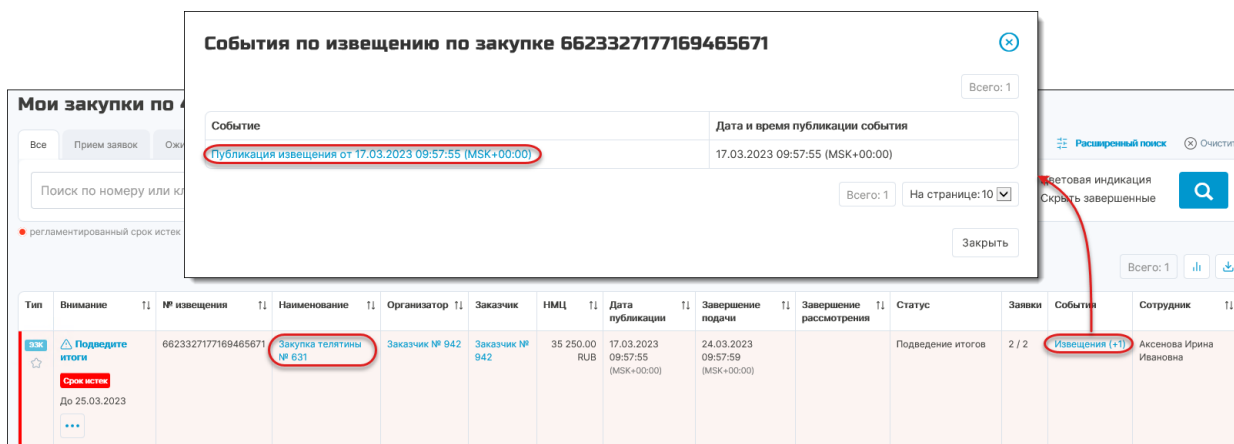 События по извещению по закупке 6623327177169465671
Всего: 1
Событие
Дата и время публикации события
Публикация извещения от 17.03.2023 09:57:55 (MSK+00:00)
17.03.2023 09:57:55 (MSK+00:00)
Всего: 1
На странице: 10
Закрыть
Мои закупки по
Все
Прием заявок
Расширенный поиск
Поиск по номеру или
ветовая индикация
Скрыть завершенные
регламентированный срок истек
Всего: 1
Тип
Внимание
№ извещения
Наименование
Организатор
Заказчик
НМЦ
Дата
публикации
Завершение
подачи
Завершение
рассмотрения
Статус
Заявки
События
Сотрудник
ЭЗК
Подведите
итоги
Срок истек
До 25.03.2023
6623327177169465671
Закупка телятины
№ 631
Заказчик № 942
Заказчик №
942
35 250.00
RUB
17.03.2023
09:57:55
(MSK+00:00)
24.03.2023
09:57:59
(MSK+00:00)
Подведение итогов
2 / 2
Извещения (+1)
Аксенова Ирина
Ивановна